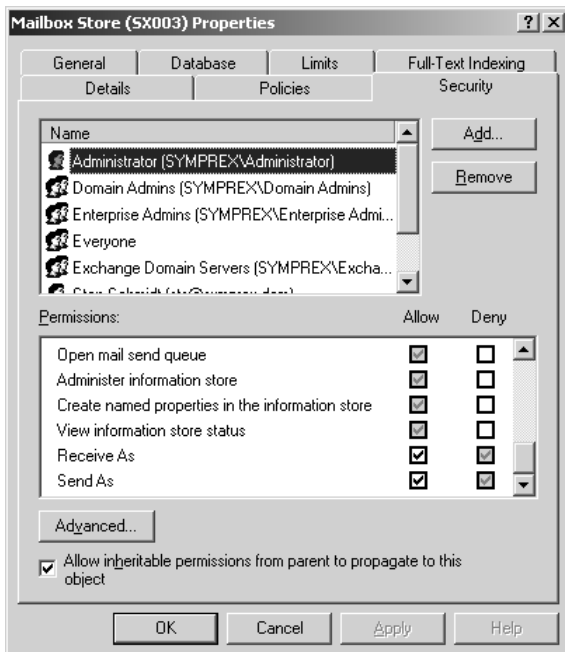 Mailbox Store (SX003) Properties
General Database Limits Full-Text Indexing
Details Policies Security
Name
Administrator (SYMPREX\Administrator)
Domain Admins (SYMPREX\Domain Admins)
Enterprise Admins (SYMPREX\Enterprise Admi...
Everyone
Exchange Domain Servers (SYMPREX\Excha...
Add...
Remove
Permissions: Allow Deny
Open mail send queue
Administer information store
Create named properties in the information store
View information store status
Receive As
Send As
Advanced...
Allow inheritable permissions from parent to propagate to this
object
OK Cancel Apply Help